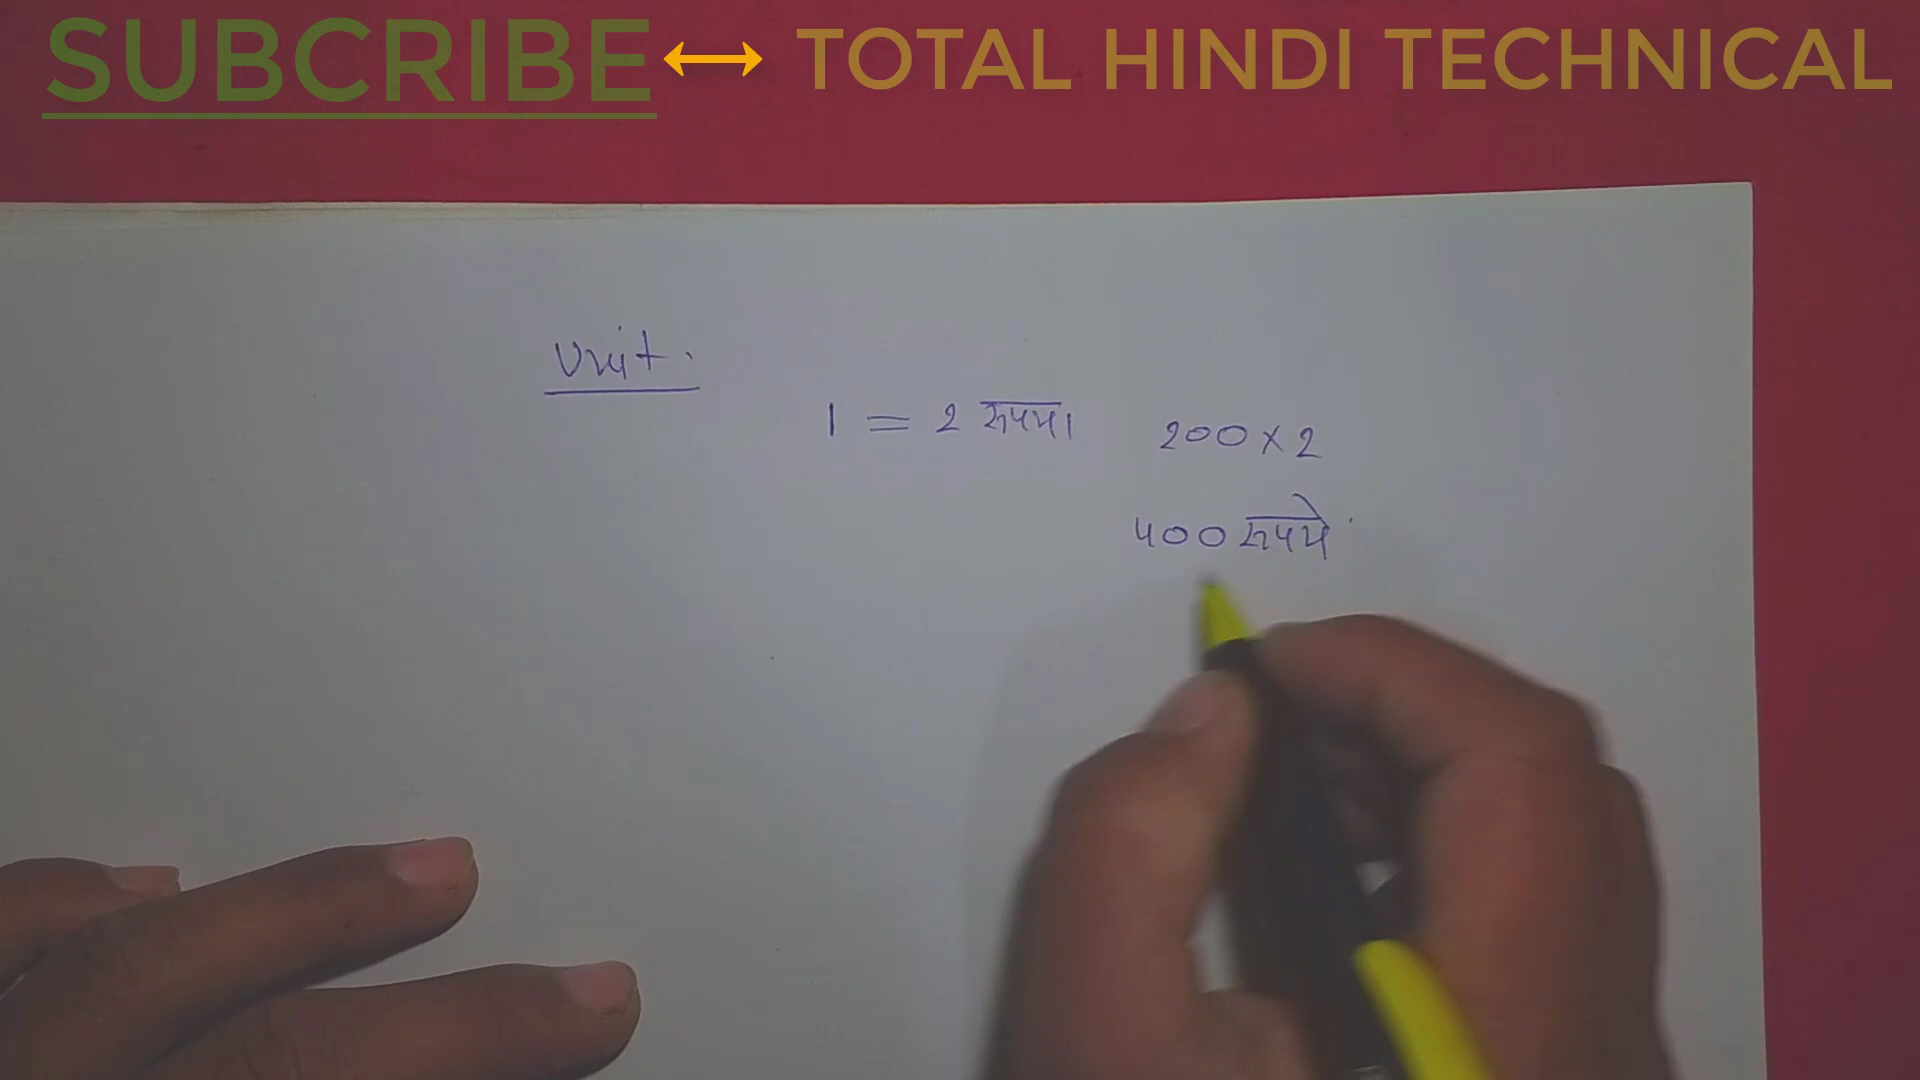 SUBCRIBE↔ TOTAL HINDI TECHNICAL
Unit.
1 = 2 रूपया
200 × 2
400 रूपये